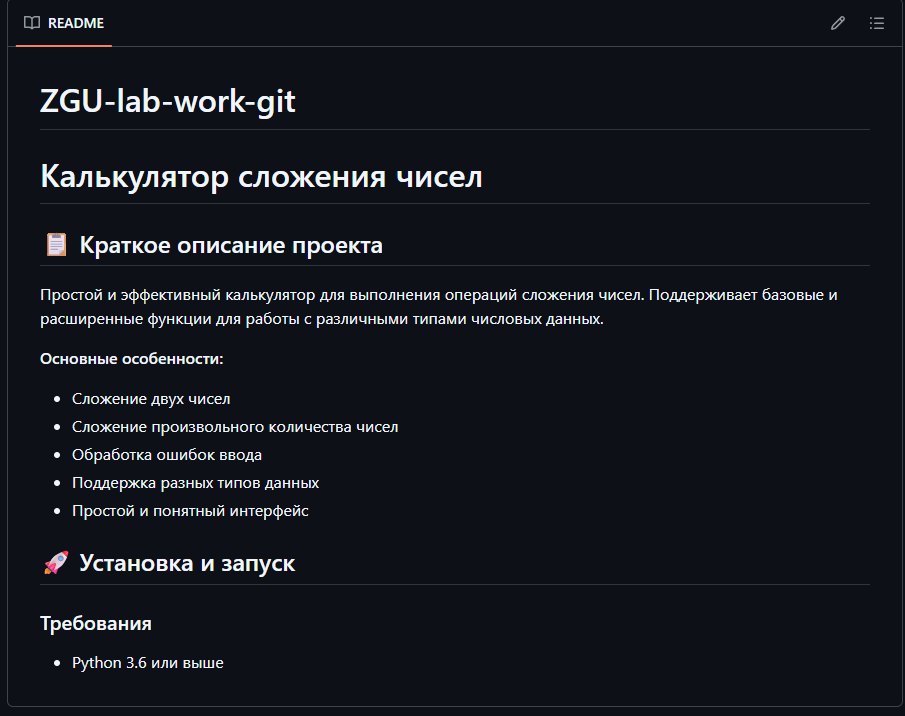 README
ZGU-lab-work-git
Калькулятор сложения чисел
📋 Краткое описание проекта
Простой и эффективный калькулятор для выполнения операций сложения чисел. Поддерживает базовые и
расширенные функции для работы с различными типами числовых данных.
Основные особенности:
• Сложение двух чисел
• Сложение произвольного количества чисел
• Обработка ошибок ввода
• Поддержка разных типов данных
• Простой и понятный интерфейс
🚀 Установка и запуск
Требования
• Python 3.6 или выше